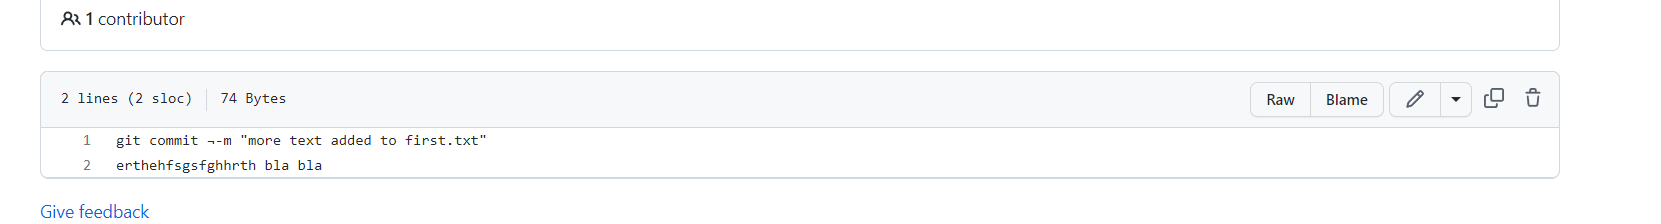 1 contributor
2 lines (2 sloc) 74 Bytes
Raw Blame
1 git commit ¬-m "more text added to first.txt"
2 erthehfsgsfghhrth bla bla
Give feedback